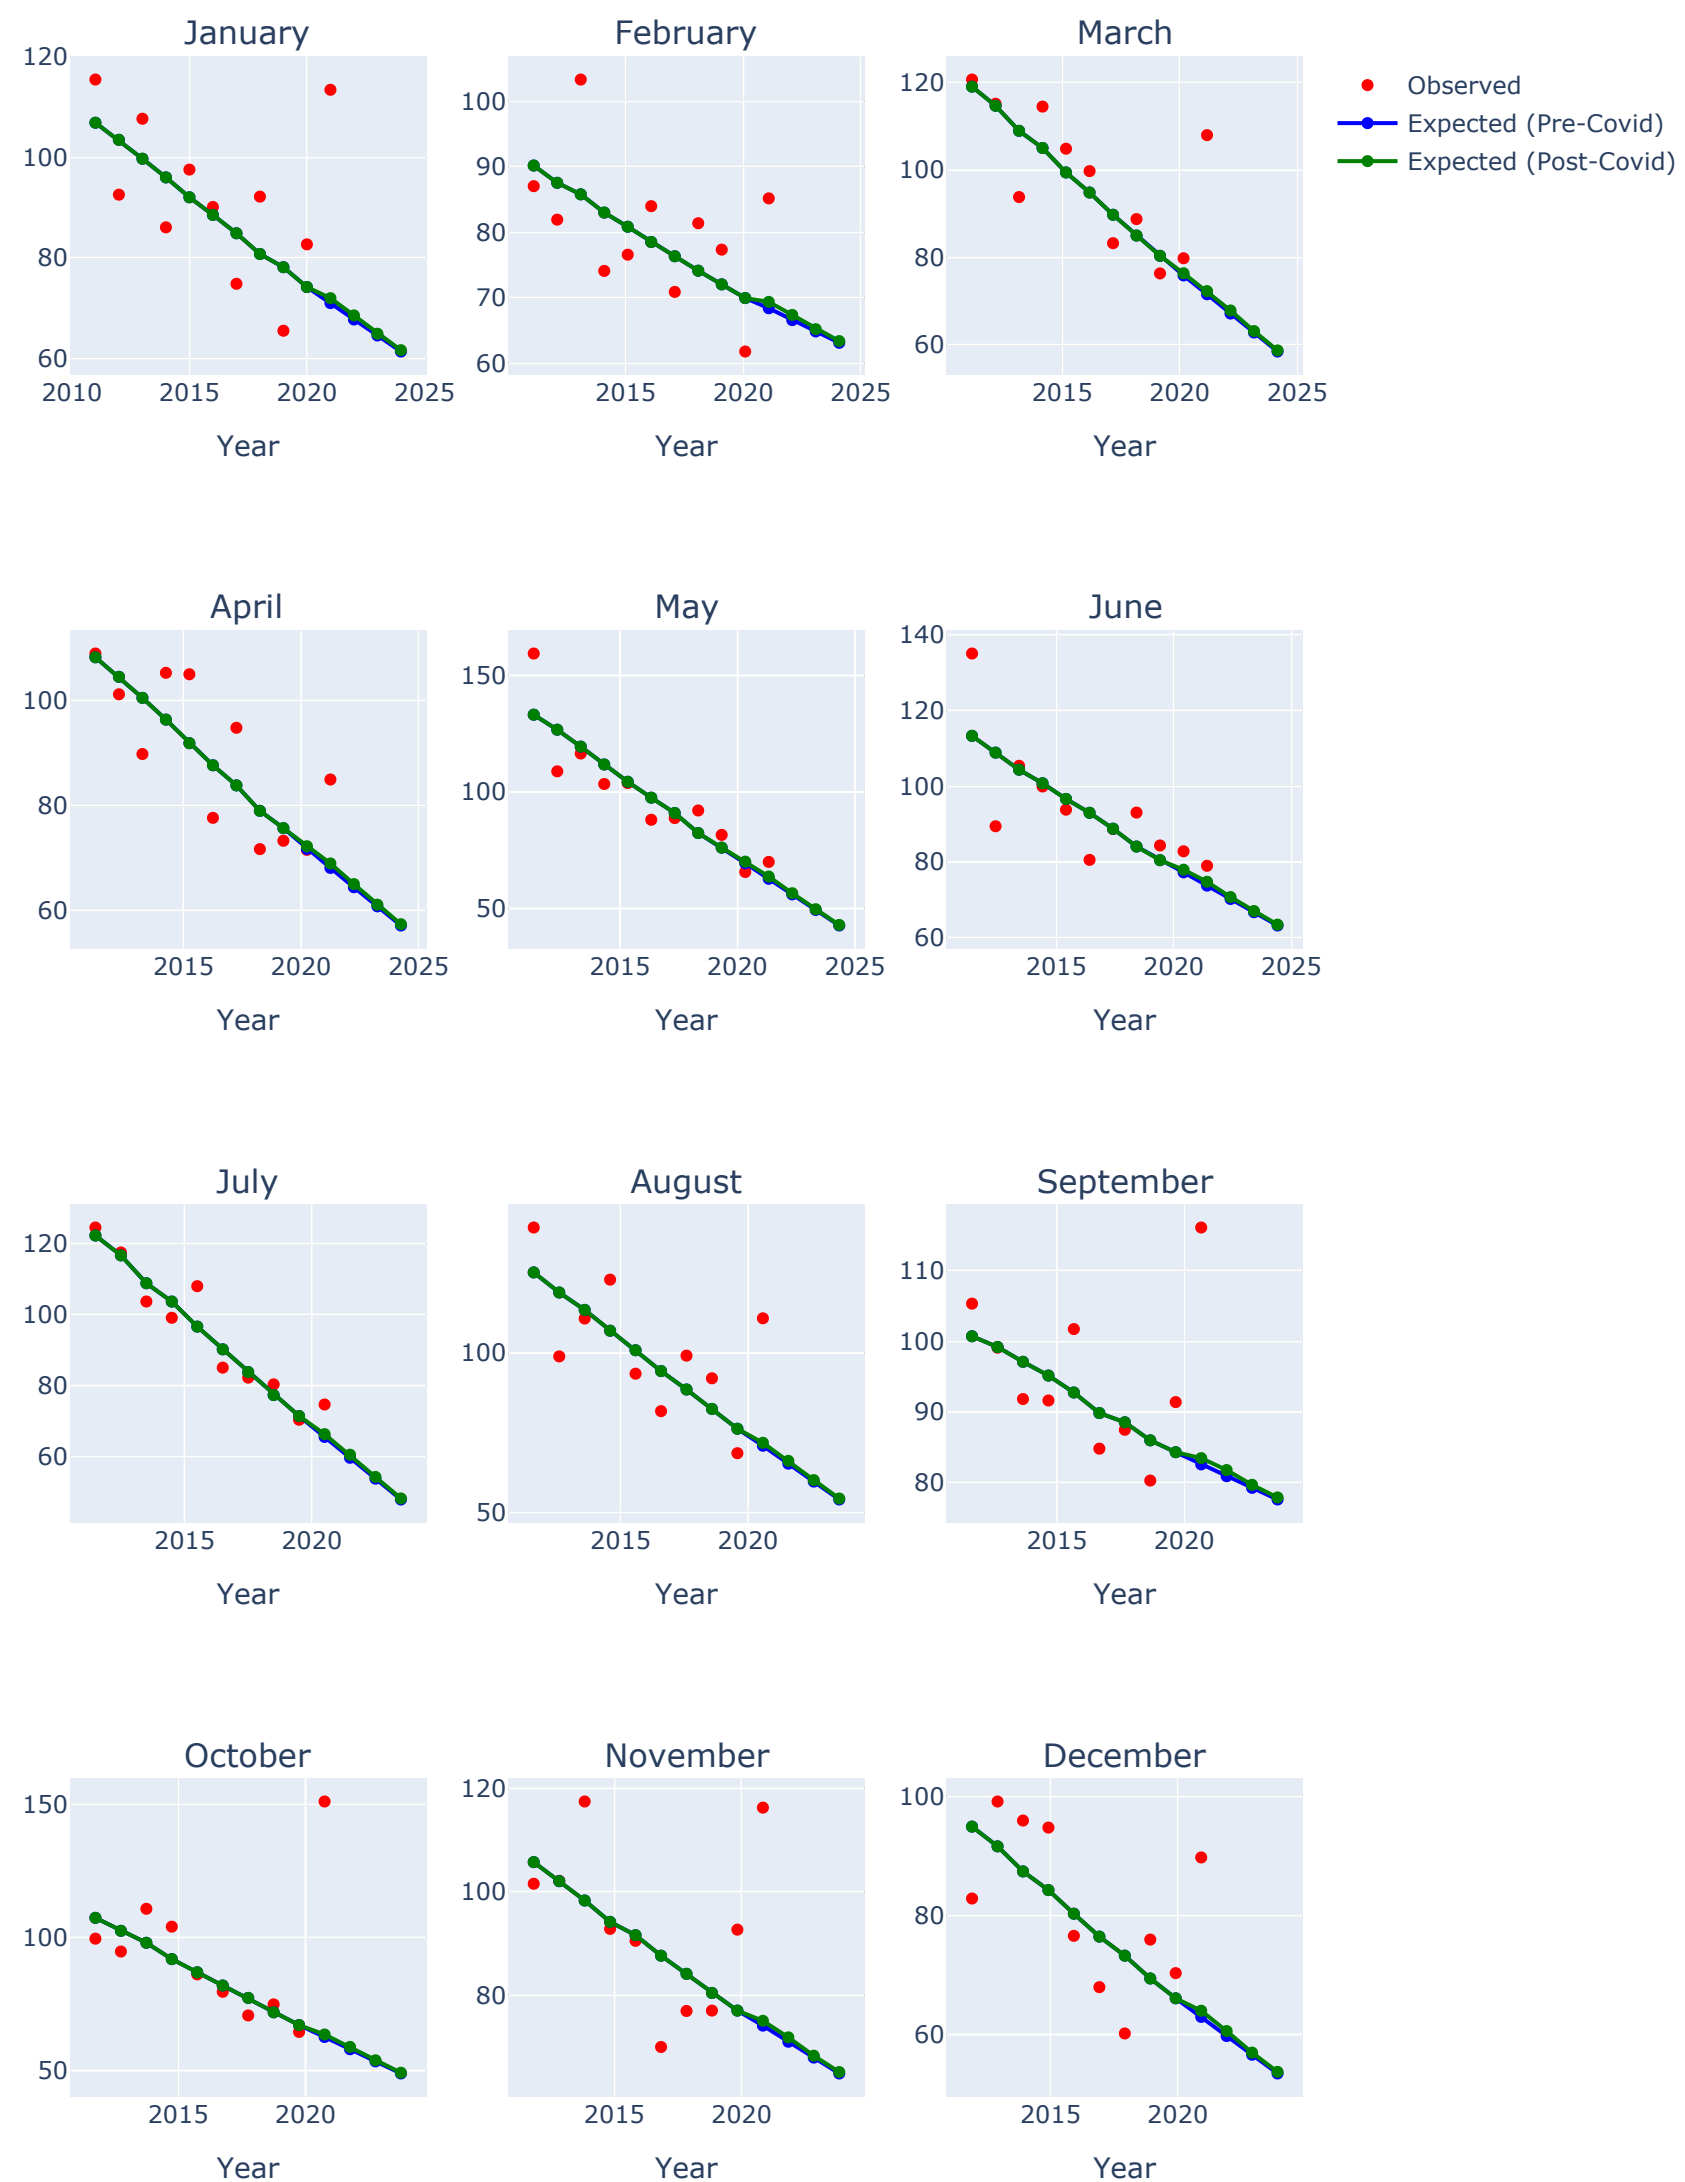 January February March
120
100
80
60
2010 2015 2020 2025
Year
100
90
80
70
60
2015 2020 2025
Year
120
100
80
60
2015 2020 2025
Year
Observed
Expected (Pre-Covid)
Expected (Post-Covid)
April May June
100
80
60
2015 2020 2025
Year
150
100
50
2015 2020 2025
Year
140
120
100
80
60
2015 2020 2025
Year
July August September
120
100
80
60
2015 2020
Year
100
50
2015 2020
Year
110
100
90
80
2015 2020
Year
October November December
150
100
50
2015 2020
Year
120
100
80
2015 2020
Year
100
80
60
2015 2020
Year